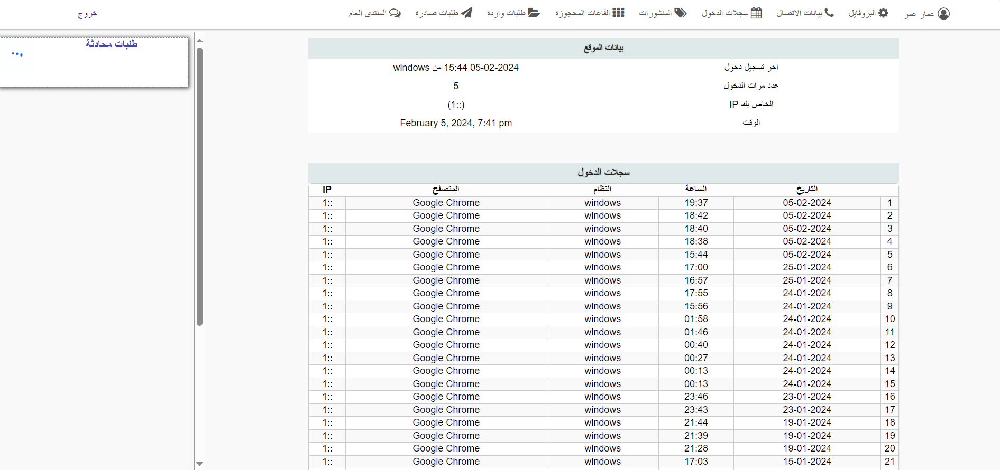 عمار عمر البروفايل بيانات الاتصال سجلات الدخول المنشورات القاعات المحجوزة طلبات واردة طلبات صادرة المنتدى العام خروج
طلبات محادثة
بيانات الموقع
آخر تسجيل دخول 05-02-2024 15:44 من windows
عدد مرات الدخول 5
الخاص بك IP (::1)
الوقت February 5, 2024, 7:41 pm
سجلات الدخول
التاريخ الساعة النظام المتصفح IP
1 05-02-2024 19:37 windows Google Chrome ::1
2 05-02-2024 18:42 windows Google Chrome ::1
3 05-02-2024 18:40 windows Google Chrome ::1
4 05-02-2024 18:38 windows Google Chrome ::1
5 05-02-2024 15:44 windows Google Chrome ::1
6 25-01-2024 17:00 windows Google Chrome ::1
7 25-01-2024 16:57 windows Google Chrome ::1
8 24-01-2024 17:55 windows Google Chrome ::1
9 24-01-2024 15:56 windows Google Chrome ::1
10 24-01-2024 01:58 windows Google Chrome ::1
11 24-01-2024 01:46 windows Google Chrome ::1
12 24-01-2024 00:40 windows Google Chrome ::1
13 24-01-2024 00:27 windows Google Chrome ::1
14 24-01-2024 00:13 windows Google Chrome ::1
15 24-01-2024 00:13 windows Google Chrome ::1
16 23-01-2024 23:46 windows Google Chrome ::1
17 23-01-2024 23:43 windows Google Chrome ::1
18 19-01-2024 21:44 windows Google Chrome ::1
19 19-01-2024 21:39 windows Google Chrome ::1
20 19-01-2024 21:28 windows Google Chrome ::1
21 15-01-2024 17:03 windows Google Chrome ::1